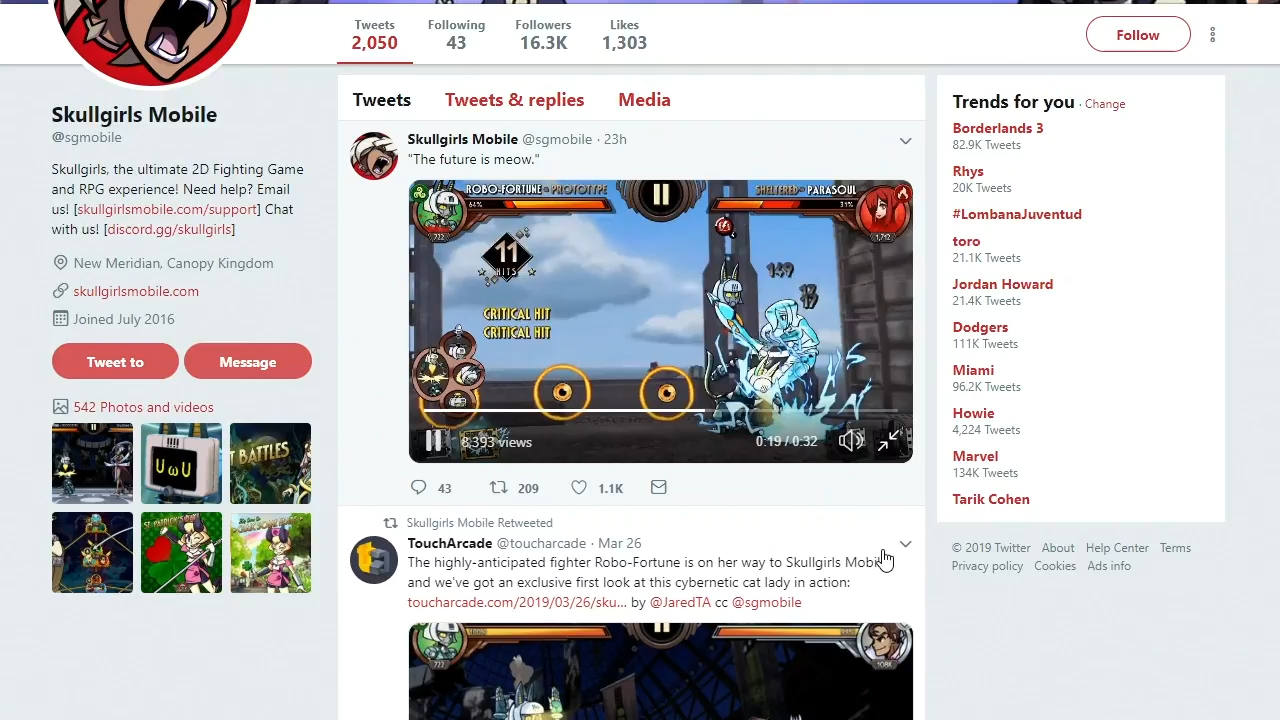 Tweets
2,050
Following
43
Followers
16.3K
Likes
1,303
Follow
Skullgirls Mobile
@sgmobile
Skullgirls, the ultimate 2D Fighting Game
and RPG experience! Need help? Email
us! [skullgirlsmobile.com/support] Chat
with us! [discord.gg/skullgirls]
New Meridian, Canopy Kingdom
skullgirlsmobile.com
Joined July 2016
Tweet to
Message
542 Photos and videos
UwU
T BATTLES
Tweets
Tweets & replies
Media
Skullgirls Mobile @sgmobile · 23h
"The future is meow."
ROBO-FORTUNE PROTOTYPE
64%
722
SHELTERED PARASOUL
31%
1,712
11
HITS
149
13
CRITICAL HIT
CRITICAL HIT
8,393 views
0:19 / 0:32
43
209
1.1K
Skullgirls Mobile Retweeted
TouchArcade @toucharcade · Mar 26
The highly-anticipated fighter Robo-Fortune is on her way to Skullgirls Mobile
and we've got an exclusive first look at this cybernetic cat lady in action:
toucharcade.com/2019/03/26/sku... by @JaredTA cc @sgmobile
722
108K
Trends for you · Change
Borderlands 3
82.9K Tweets
Rhys
20K Tweets
#LombanaJuventud
toro
21.1K Tweets
Jordan Howard
21.4K Tweets
Dodgers
111K Tweets
Miami
96.2K Tweets
Howie
4,224 Tweets
Marvel
134K Tweets
Tarik Cohen
© 2019 Twitter About Help Center Terms
Privacy policy Cookies Ads info